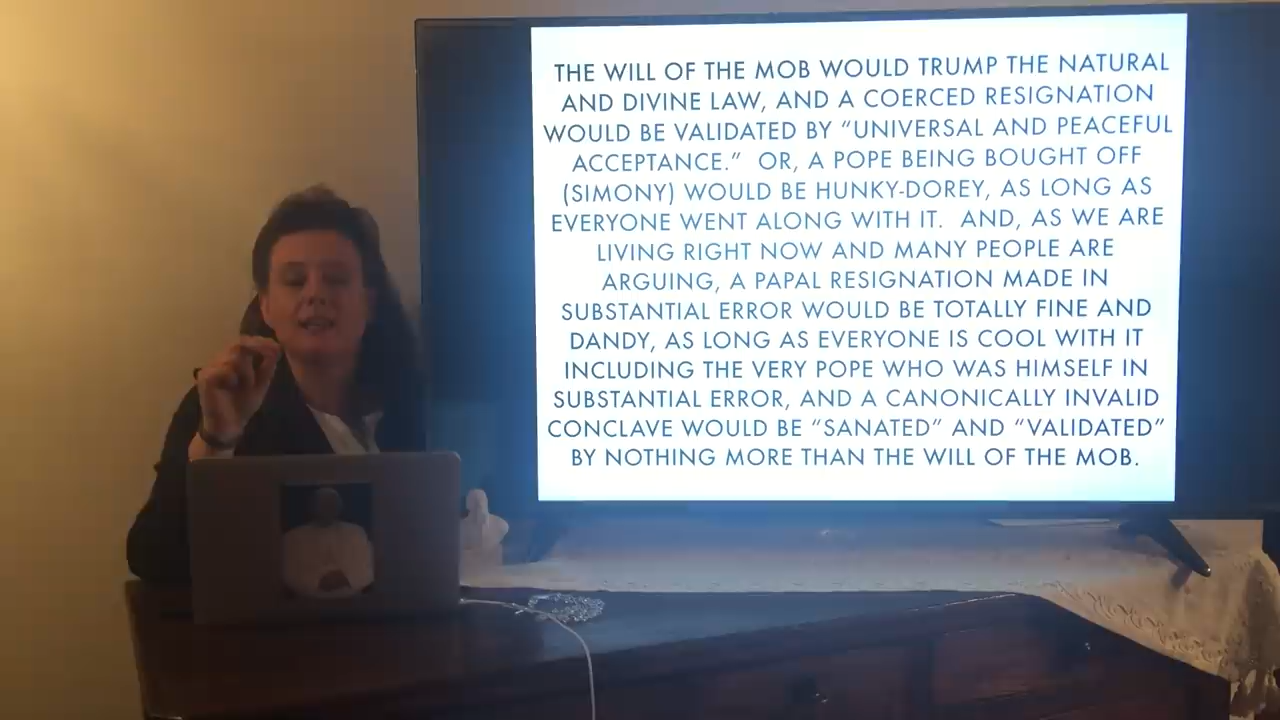 THE WILL OF THE MOB WOULD TRUMP THE NATURAL
AND DIVINE LAW, AND A COERCED RESIGNATION
WOULD BE VALIDATED BY “UNIVERSAL AND PEACEFUL
ACCEPTANCE.” OR, A POPE BEING BOUGHT OFF
(SIMONY) WOULD BE HUNKY-DOREY, AS LONG AS
EVERYONE WENT ALONG WITH IT. AND, AS WE ARE
LIVING RIGHT NOW AND MANY PEOPLE ARE
ARGUING, A PAPAL RESIGNATION MADE IN
SUBSTANTIAL ERROR WOULD BE TOTALLY FINE AND
DANDY, AS LONG AS EVERYONE IS COOL WITH IT
INCLUDING THE VERY POPE WHO WAS HIMSELF IN
SUBSTANTIAL ERROR, AND A CANONICALLY INVALID
CONCLAVE WOULD BE “SANATED” AND “VALIDATED”
BY NOTHING MORE THAN THE WILL OF THE MOB.